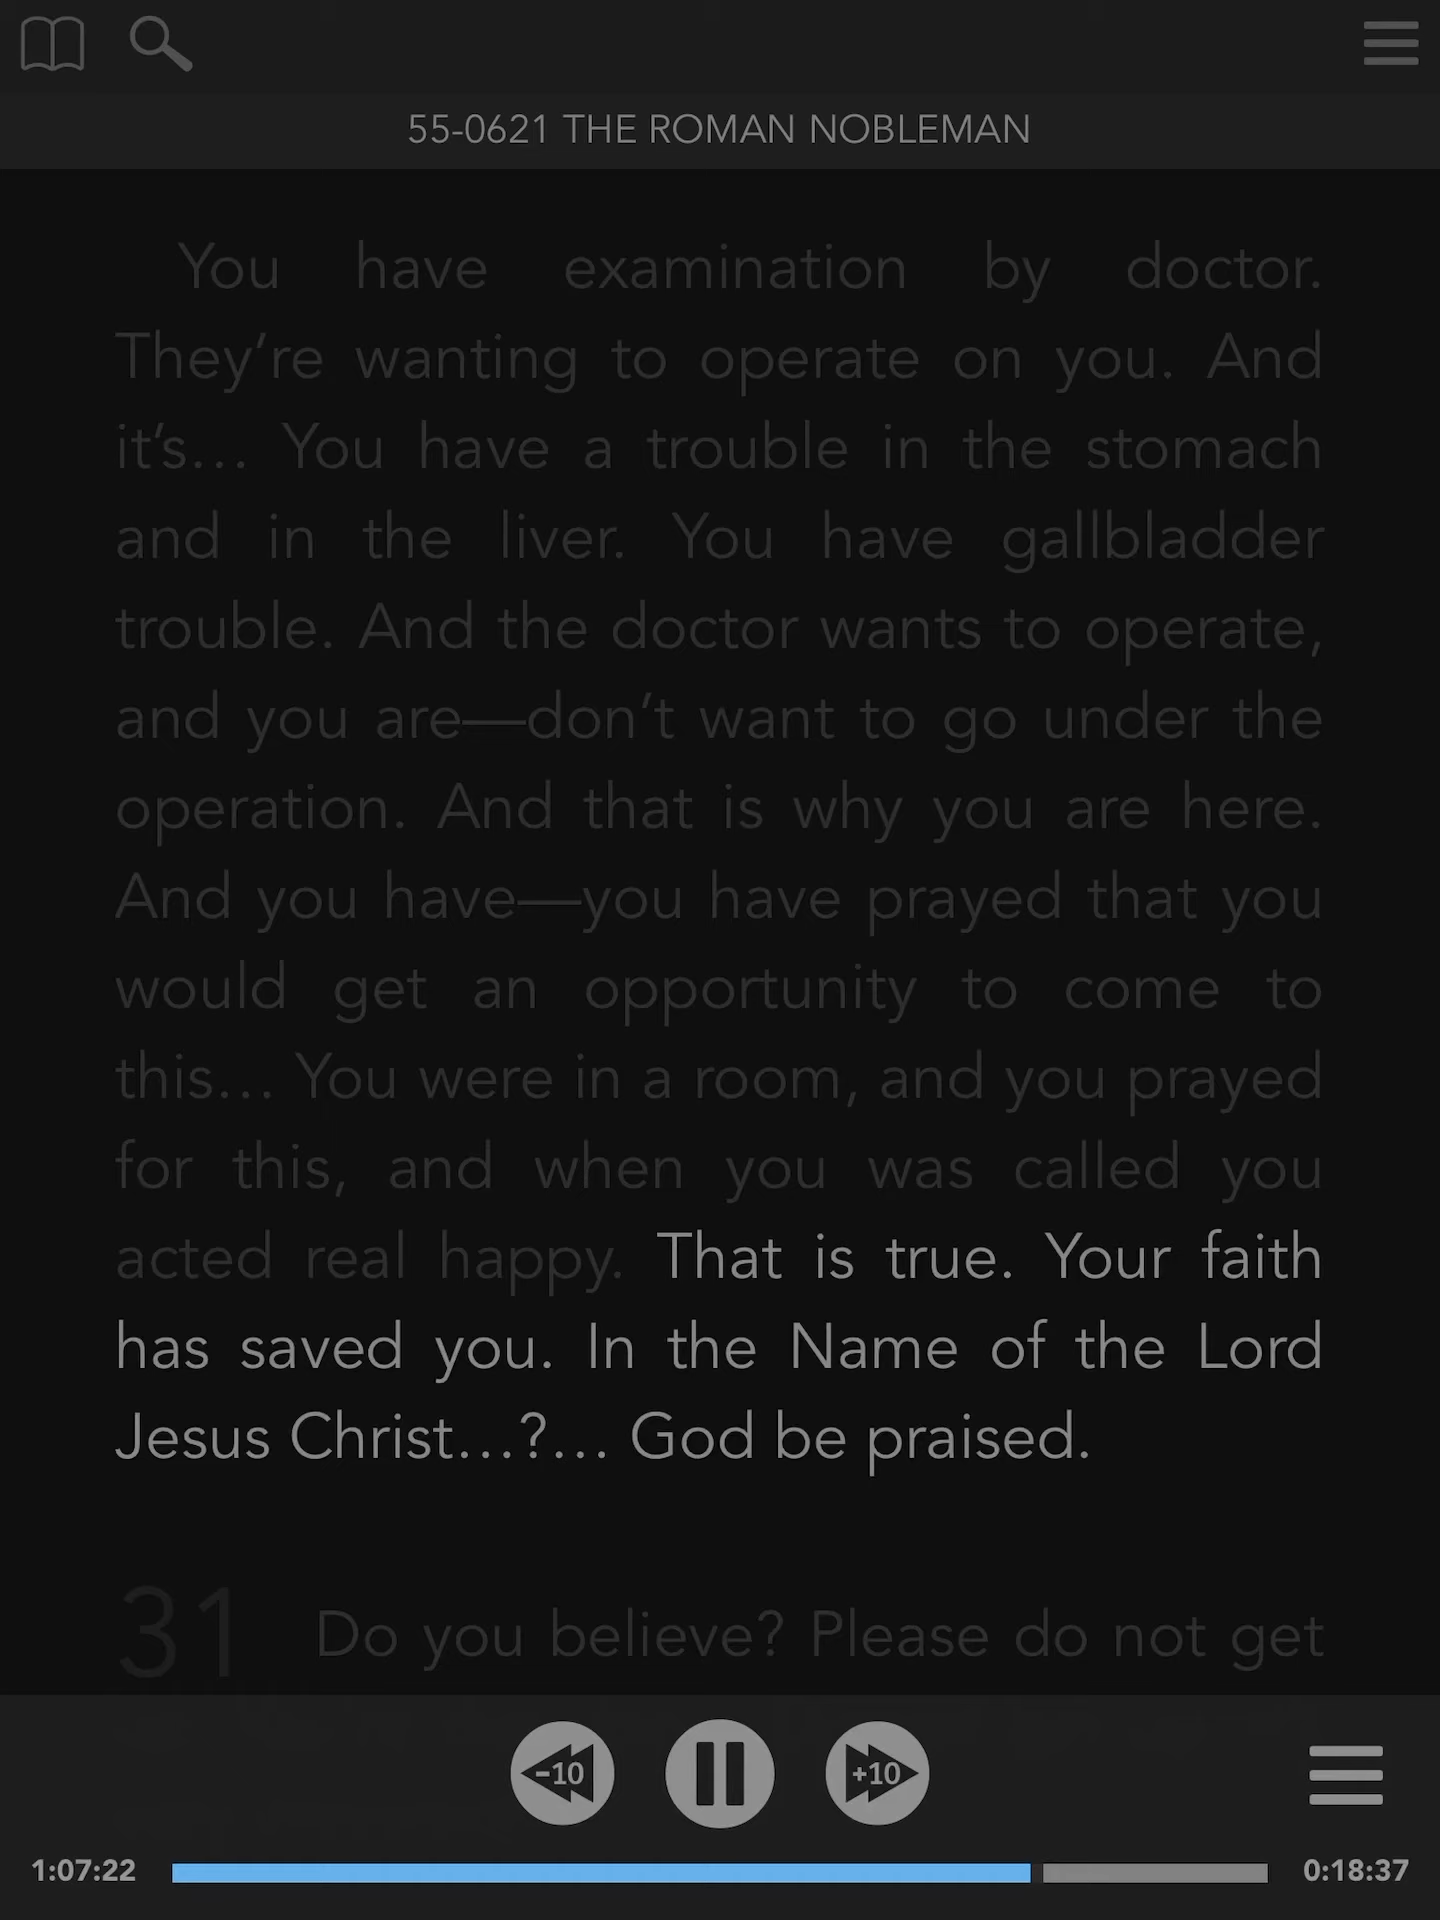 55-0621 THE ROMAN NOBLEMAN
You have examination by doctor.
They’re wanting to operate on you. And
it’s… You have a trouble in the stomach
and in the liver. You have gallbladder
trouble. And the doctor wants to operate,
and you are—don’t want to go under the
operation. And that is why you are here.
And you have—you have prayed that you
would get an opportunity to come to
this… You were in a room, and you prayed
for this, and when you was called you
acted real happy. That is true. Your faith
has saved you. In the Name of the Lord
Jesus Christ…?… God be praised.
31 Do you believe? Please do not get
-10 +10
1:07:22 0:18:37